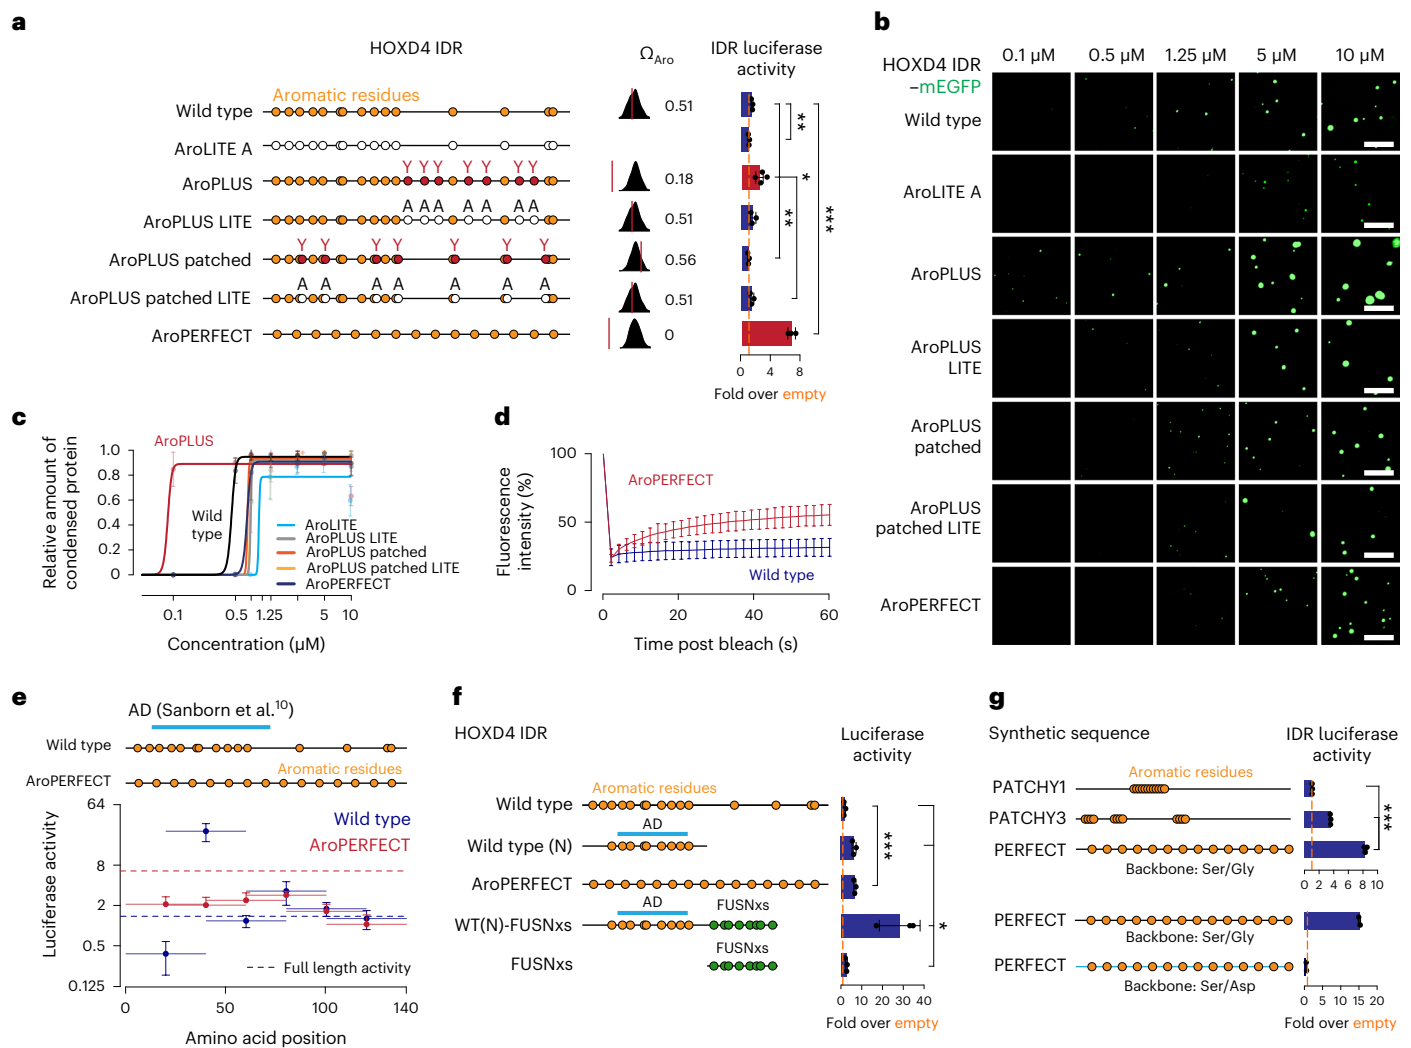 a
HOXD4 IDR
Ω Aro
IDR luciferase
activity
Aromatic residues
Wild type
0.51
AroLITE A
Y Y Y Y Y Y Y
AroPLUS
0.18
A A A A A A A
AroPLUS LITE
0.51
Y Y Y Y Y Y Y
AroPLUS patched
0.56
A A A A A A A
AroPLUS patched LITE
0.51
AroPERFECT
0
** * ** ***
0 4 8
Fold over empty
b
HOXD4 IDR
–mEGFP
0.1 µM 0.5 µM 1.25 µM 5 µM 10 µM
Wild type
AroLITE A
AroPLUS
AroPLUS
LITE
AroPLUS
patched
AroPLUS
patched LITE
AroPERFECT
c
Relative amount of
condensed protein
1.0
0.8
0.6
0.4
0.2
0
AroPLUS
Wild
type
AroLITE
AroPLUS LITE
AroPLUS patched
AroPLUS patched LITE
AroPERFECT
0.1 0.5 1.25 5 10
Concentration (µM)
d
Fluorescence
intensity (%)
100
50
0
AroPERFECT
Wild type
0 20 40 60
Time post bleach (s)
e
AD (Sanborn et al.10)
Wild type
AroPERFECT
Aromatic residues
Luciferase activity
64
8
2
0.5
0.125
Wild type
AroPERFECT
Full length activity
0 50 100 140
Amino acid position
f
HOXD4 IDR
Luciferase
activity
Aromatic residues
Wild type
AD
Wild type (N)
AroPERFECT
AD FUSNxs
WT(N)-FUSNxs
FUSNxs
FUSNxs
*** *
0 10 20 30 40
Fold over empty
g
Synthetic sequence
IDR luciferase
activity
Aromatic residues
PATCHY1
PATCHY3
PERFECT
Backbone: Ser/Gly
***
0 2 4 6 8 10
PERFECT
Backbone: Ser/Gly
PERFECT
Backbone: Ser/Asp
0 5 10 15 20
Fold over empty